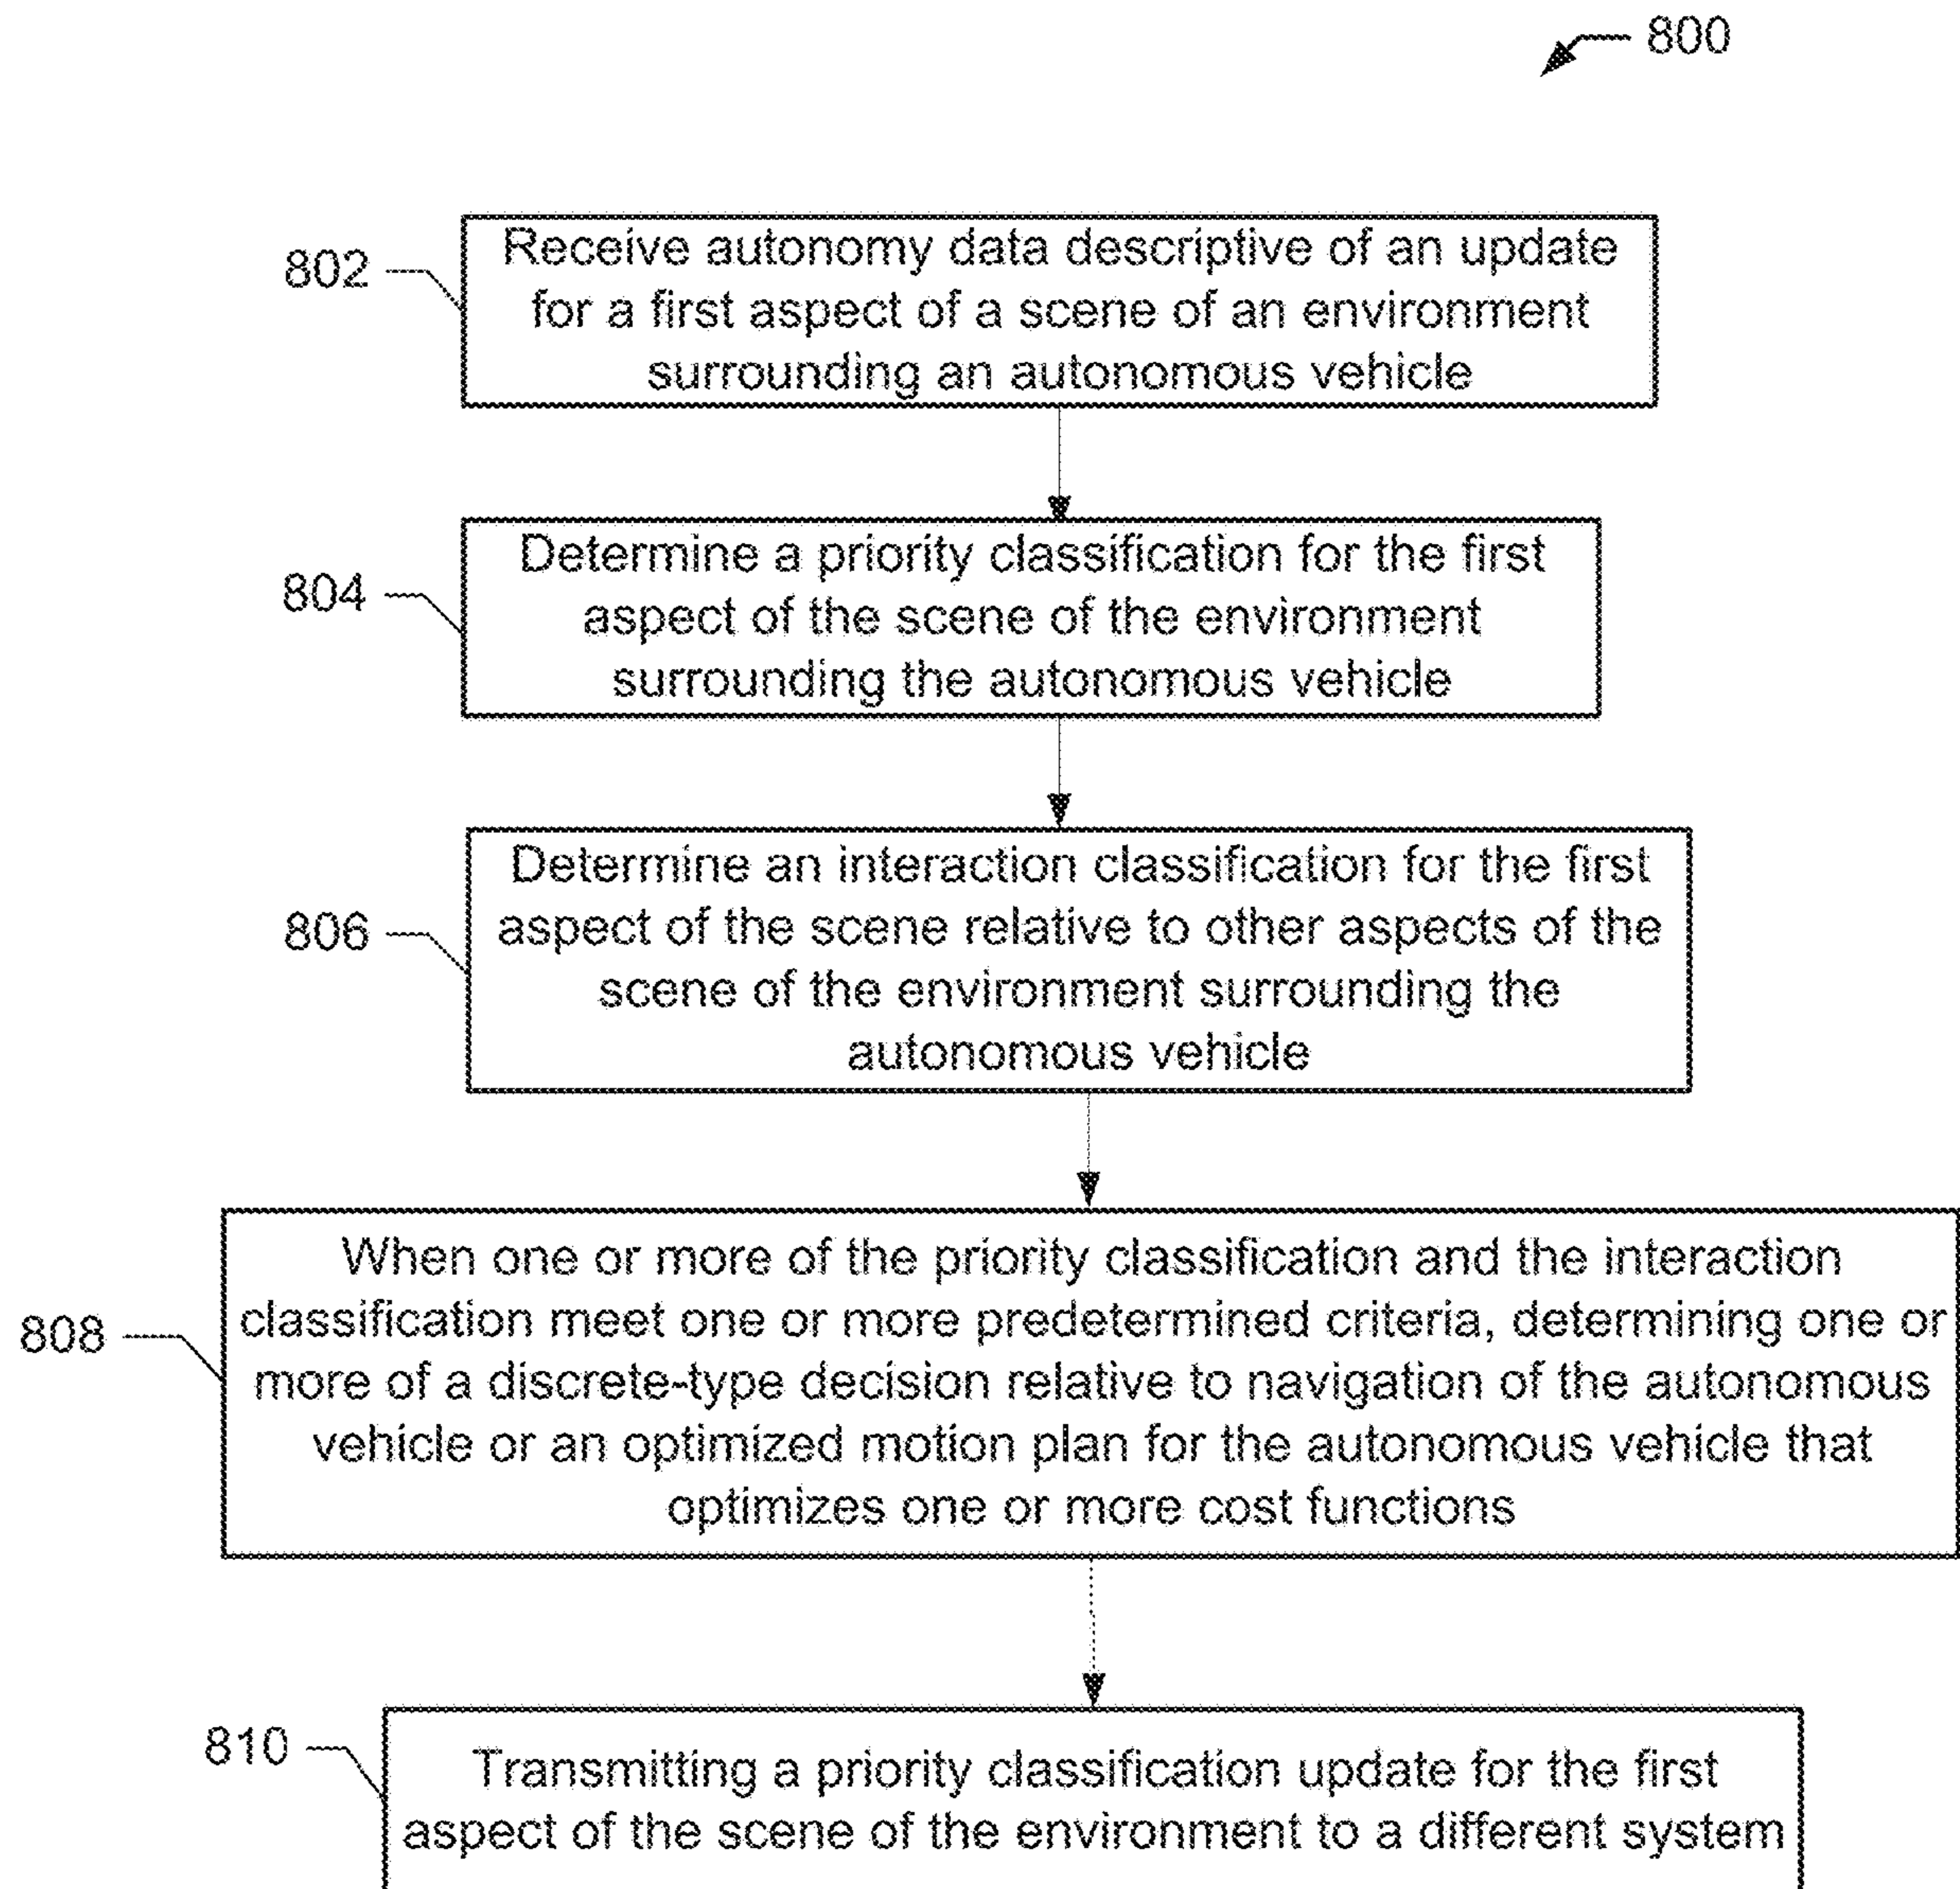 800
802
Receive autonomy data descriptive of an update
for a first aspect of a scene of an environment
surrounding an autonomous vehicle
804
Determine a priority classification for the first
aspect of the scene of the environment
surrounding the autonomous vehicle
806
Determine an interaction classification for the first
aspect of the scene relative to other aspects of the
scene of the environment surrounding the
autonomous vehicle
808
When one or more of the priority classification and the interaction
classification meet one or more predetermined criteria, determining one or
more of a discrete-type decision relative to navigation of the autonomous
vehicle or an optimized motion plan for the autonomous vehicle that
optimizes one or more cost functions
810
Transmitting a priority classification update for the first
aspect of the scene of the environment to a different system